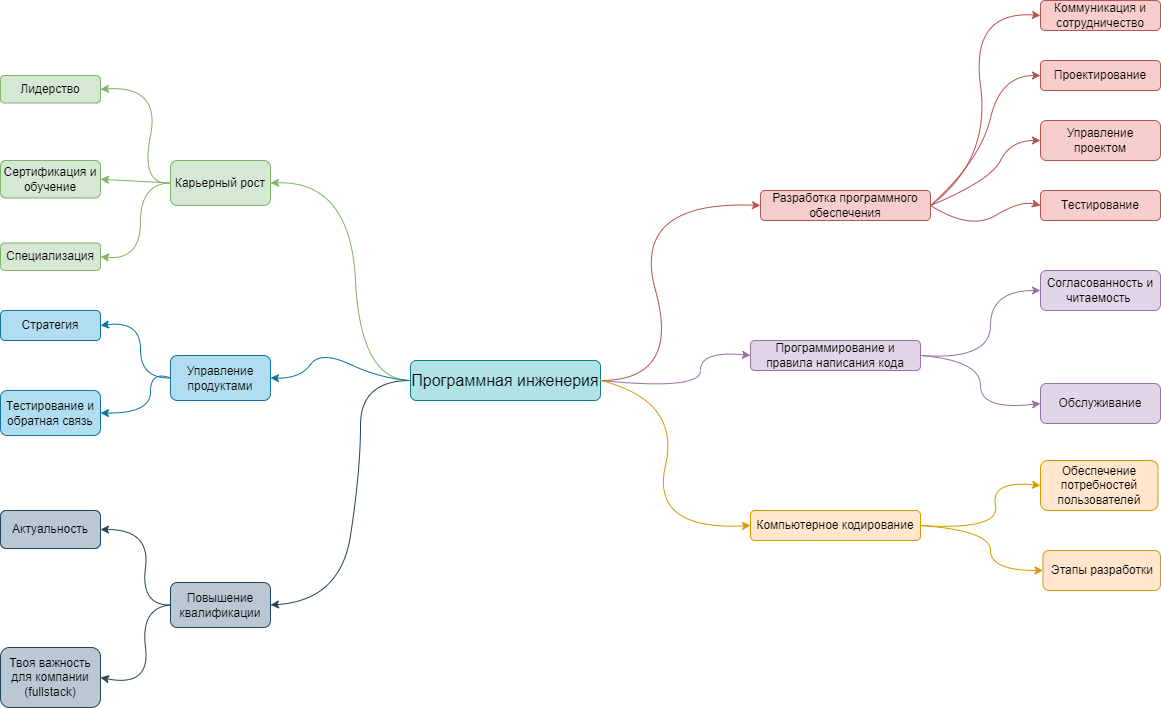 Коммуникация и
сотрудничество
Проектирование
Управление
проектом
Тестирование
Разработка программного
обеспечения
Лидерство
Сертификация и
обучение
Специализация
Карьерный рост
Стратегия
Тестирование и
обратная связь
Управление
продуктами
Программная инженерия
Программирование и
правила написания кода
Согласованность и
читаемость
Обслуживание
Компьютерное кодирование
Обеспечение
потребностей
пользователей
Этапы разработки
Актуальность
Повышение
квалификации
Твоя важность
для компании
(fullstack)